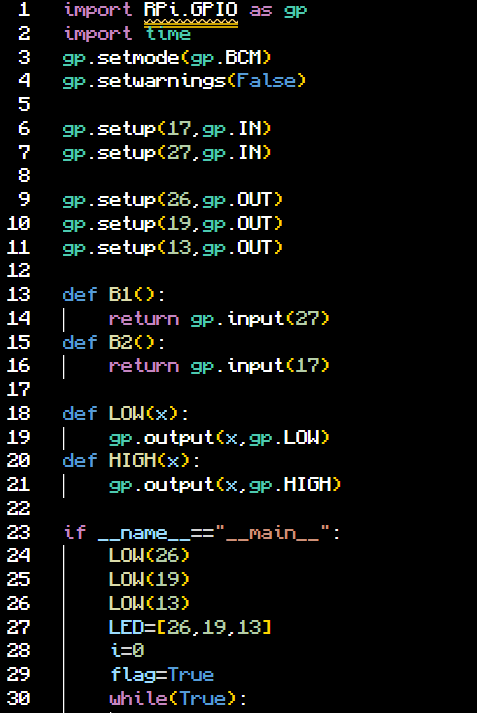 1 import RPi.GPIO as gp
2 import time
3 gp.setmode(gp.BCM)
4 gp.setwarnings(False)
5
6 gp.setup(17,gp.IN)
7 gp.setup(27,gp.IN)
8
9 gp.setup(26,gp.OUT)
10 gp.setup(19,gp.OUT)
11 gp.setup(13,gp.OUT)
12
13 def B1():
14     return gp.input(27)
15 def B2():
16     return gp.input(17)
17
18 def LOW(x):
19     gp.output(x,gp.LOW)
20 def HIGH(x):
21     gp.output(x,gp.HIGH)
22
23 if __name__=="__main__":
24     LOW(26)
25     LOW(19)
26     LOW(13)
27     LED=[26,19,13]
28     i=0
29     flag=True
30     while(True):